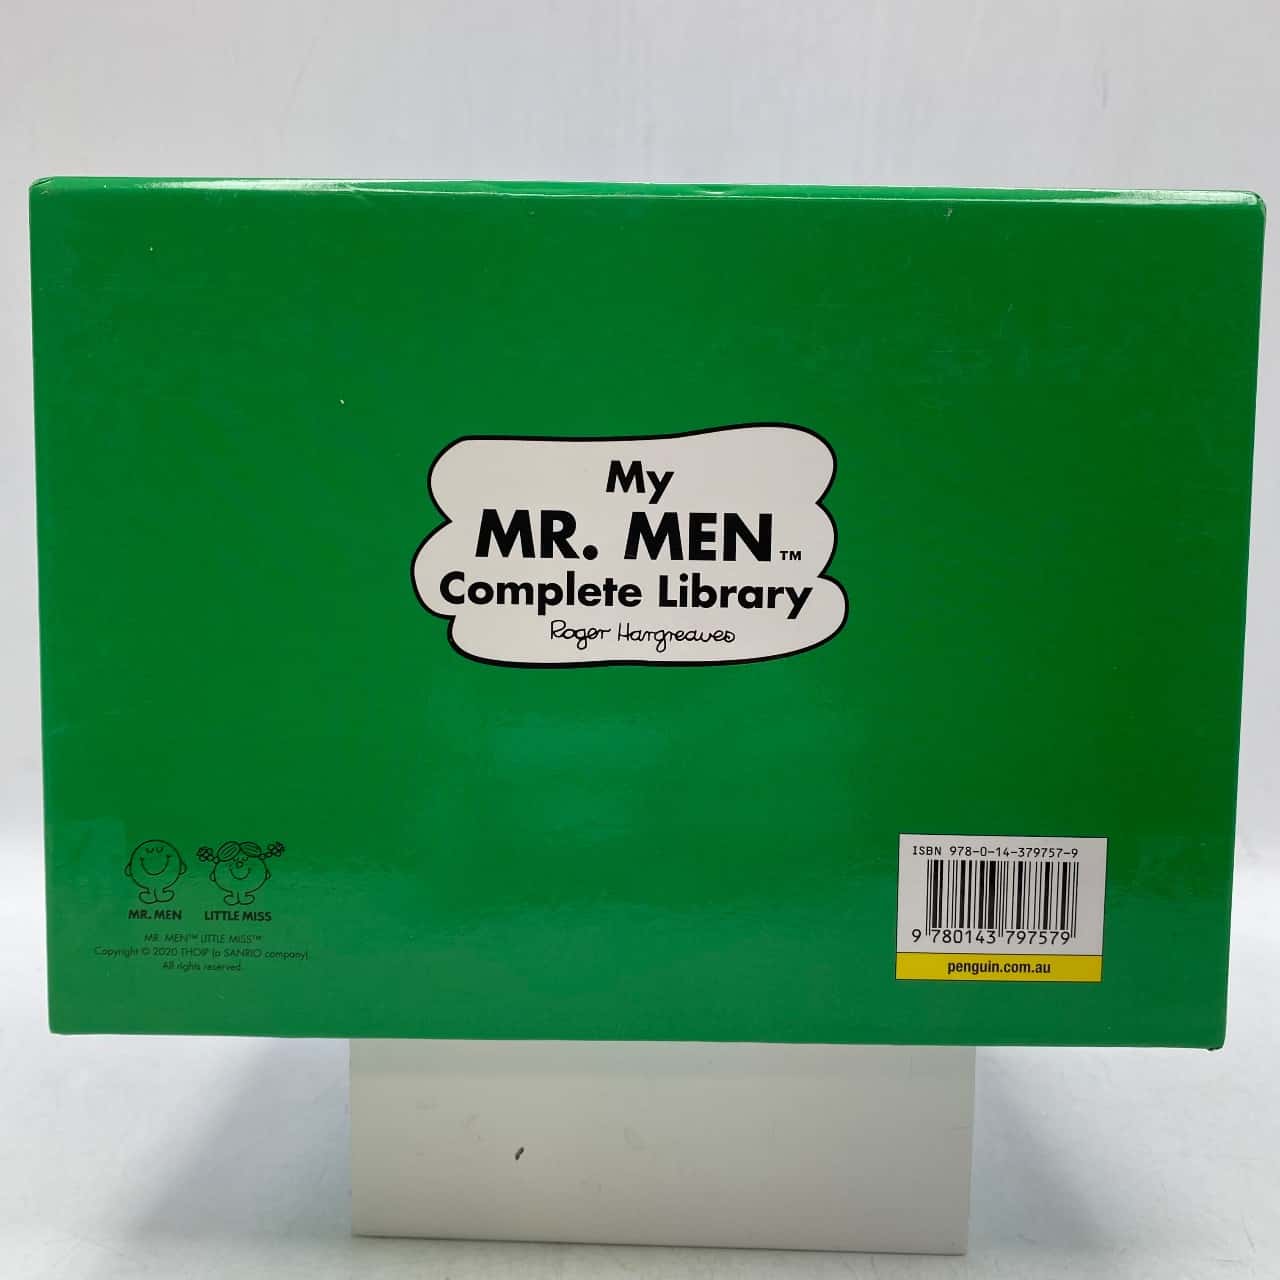 My
MR. MEN™
Complete Library
Roger Hargreaves
MR. MEN
LITTLE MISS
MR. MEN™ LITTLE MISS™
Copyright © 2020 THOIP (a SANRIO company).
All rights reserved.
ISBN 978-0-14-379757-9
9 780143 797579
penguin.com.au